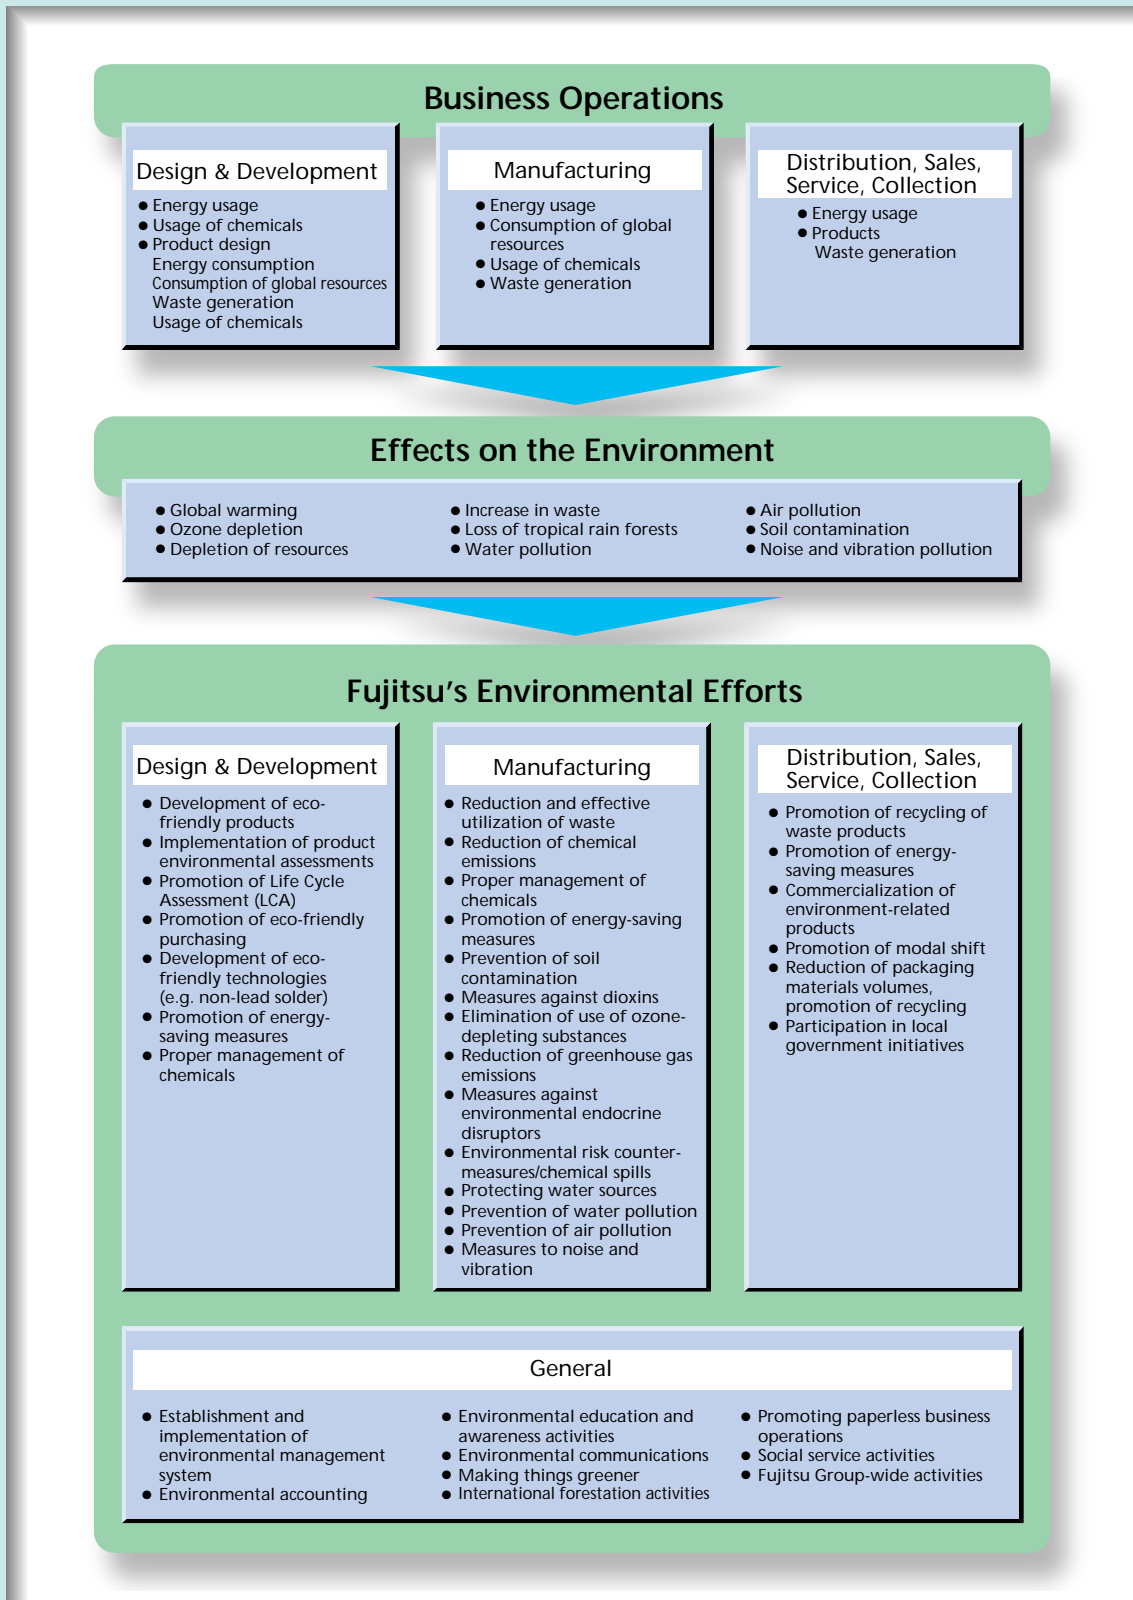 Business Operations
Design & Development
● Energy usage
● Usage of chemicals
● Product design
Energy consumption
Consumption of global resources
Waste generation
Usage of chemicals
Manufacturing
● Energy usage
● Consumption of global
resources
● Usage of chemicals
● Waste generation
Distribution, Sales,
Service, Collection
● Energy usage
● Products
Waste generation
Effects on the Environment
● Global warming
● Ozone depletion
● Depletion of resources
● Increase in waste
● Loss of tropical rain forests
● Water pollution
● Air pollution
● Soil contamination
● Noise and vibration pollution
Fujitsu's Environmental Efforts
Design & Development
● Development of eco-
friendly products
● Implementation of product
environmental assessments
● Promotion of Life Cycle
Assessment (LCA)
● Promotion of eco-friendly
purchasing
● Development of eco-
friendly technologies
(e.g. non-lead solder)
● Promotion of energy-
saving measures
● Proper management of
chemicals
Manufacturing
● Reduction and effective
utilization of waste
● Reduction of chemical
emissions
● Proper management of
chemicals
● Promotion of energy-saving
measures
● Prevention of soil
contamination
● Measures against dioxins
● Elimination of use of ozone-
depleting substances
● Reduction of greenhouse gas
emissions
● Measures against
environmental endocrine
disruptors
● Environmental risk counter-
measures/chemical spills
● Protecting water sources
● Prevention of water pollution
● Prevention of air pollution
● Measures to noise and
vibration
Distribution, Sales,
Service, Collection
● Promotion of recycling of
waste products
● Promotion of energy-
saving measures
● Commercialization of
environment-related
products
● Promotion of modal shift
● Reduction of packaging
materials volumes,
promotion of recycling
● Participation in local
government initiatives
General
● Establishment and
implementation of
environmental management
system
● Environmental accounting
● Environmental education and
awareness activities
● Environmental communications
● Making things greener
● International forestation activities
● Promoting paperless business
operations
● Social service activities
● Fujitsu Group-wide activities